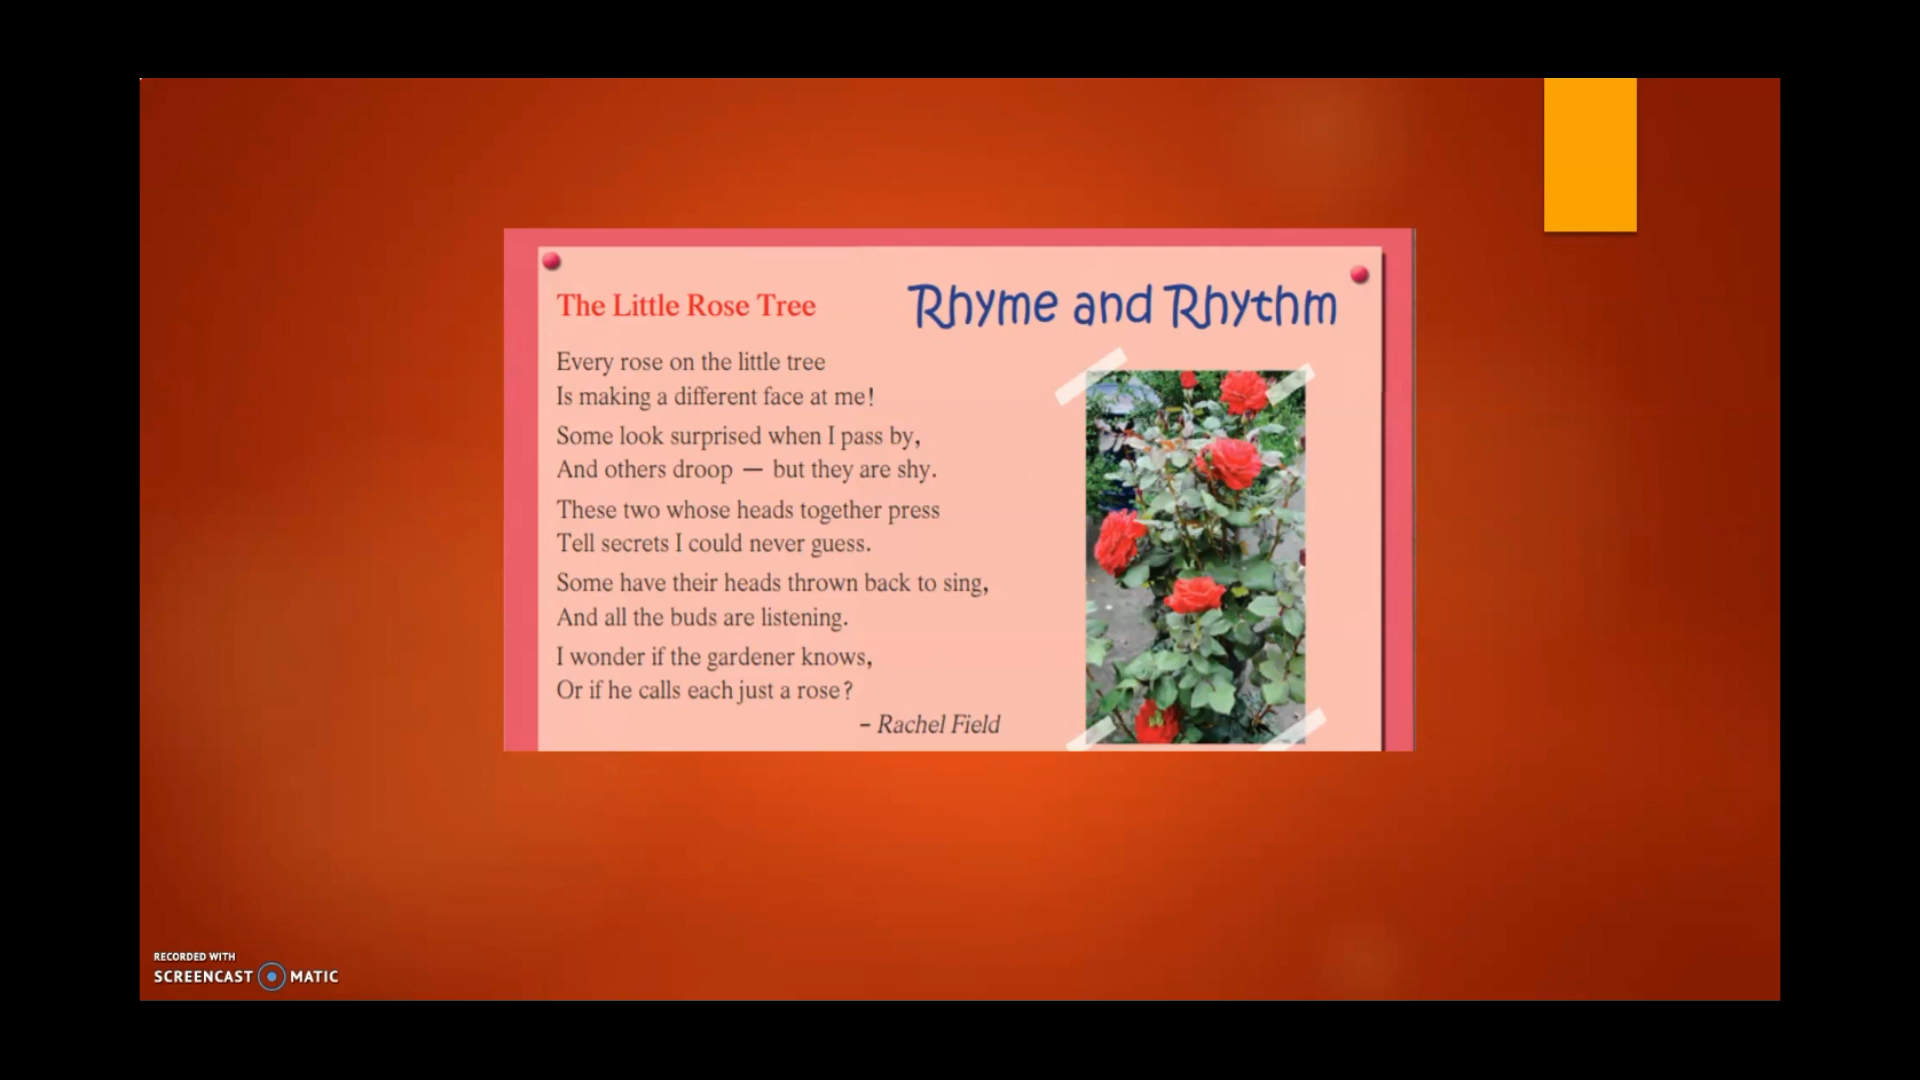 The Little Rose Tree
Rhyme and Rhythm
Every rose on the little tree
Is making a different face at me!
Some look surprised when I pass by,
And others droop — but they are shy.
These two whose heads together press
Tell secrets I could never guess.
Some have their heads thrown back to sing,
And all the buds are listening.
I wonder if the gardener knows,
Or if he calls each just a rose?
– Rachel Field
RECORDED WITH
SCREENCAST MATIC